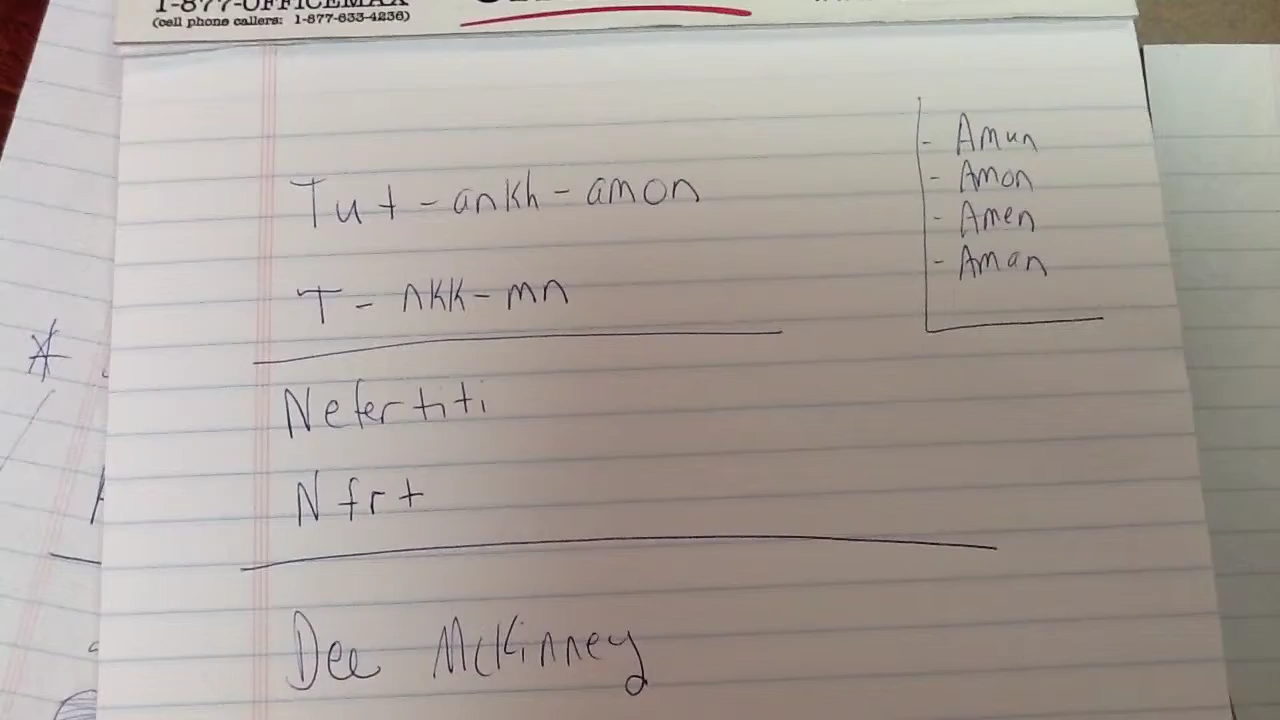 1-877-OFFICEMAX
(cell phone callers: 1-877-633-4236)
Tut-ankh-amon
T-nkk-mn
- Amun
- Amon
- Amen
- Aman
Nefertiti
Nfrt
Dee McKinney